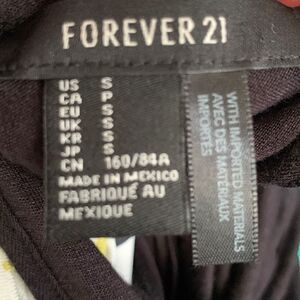 FOREVER 21
US S
CA P
EU S
UK S
KR S
JP S
CN 160/84A
MADE IN MEXICO
FABRIQUÉ AU
MEXIQUE
WITH IMPORTED MATERIALS
AVEC DES MATÉRIAUX
IMPORTÉS